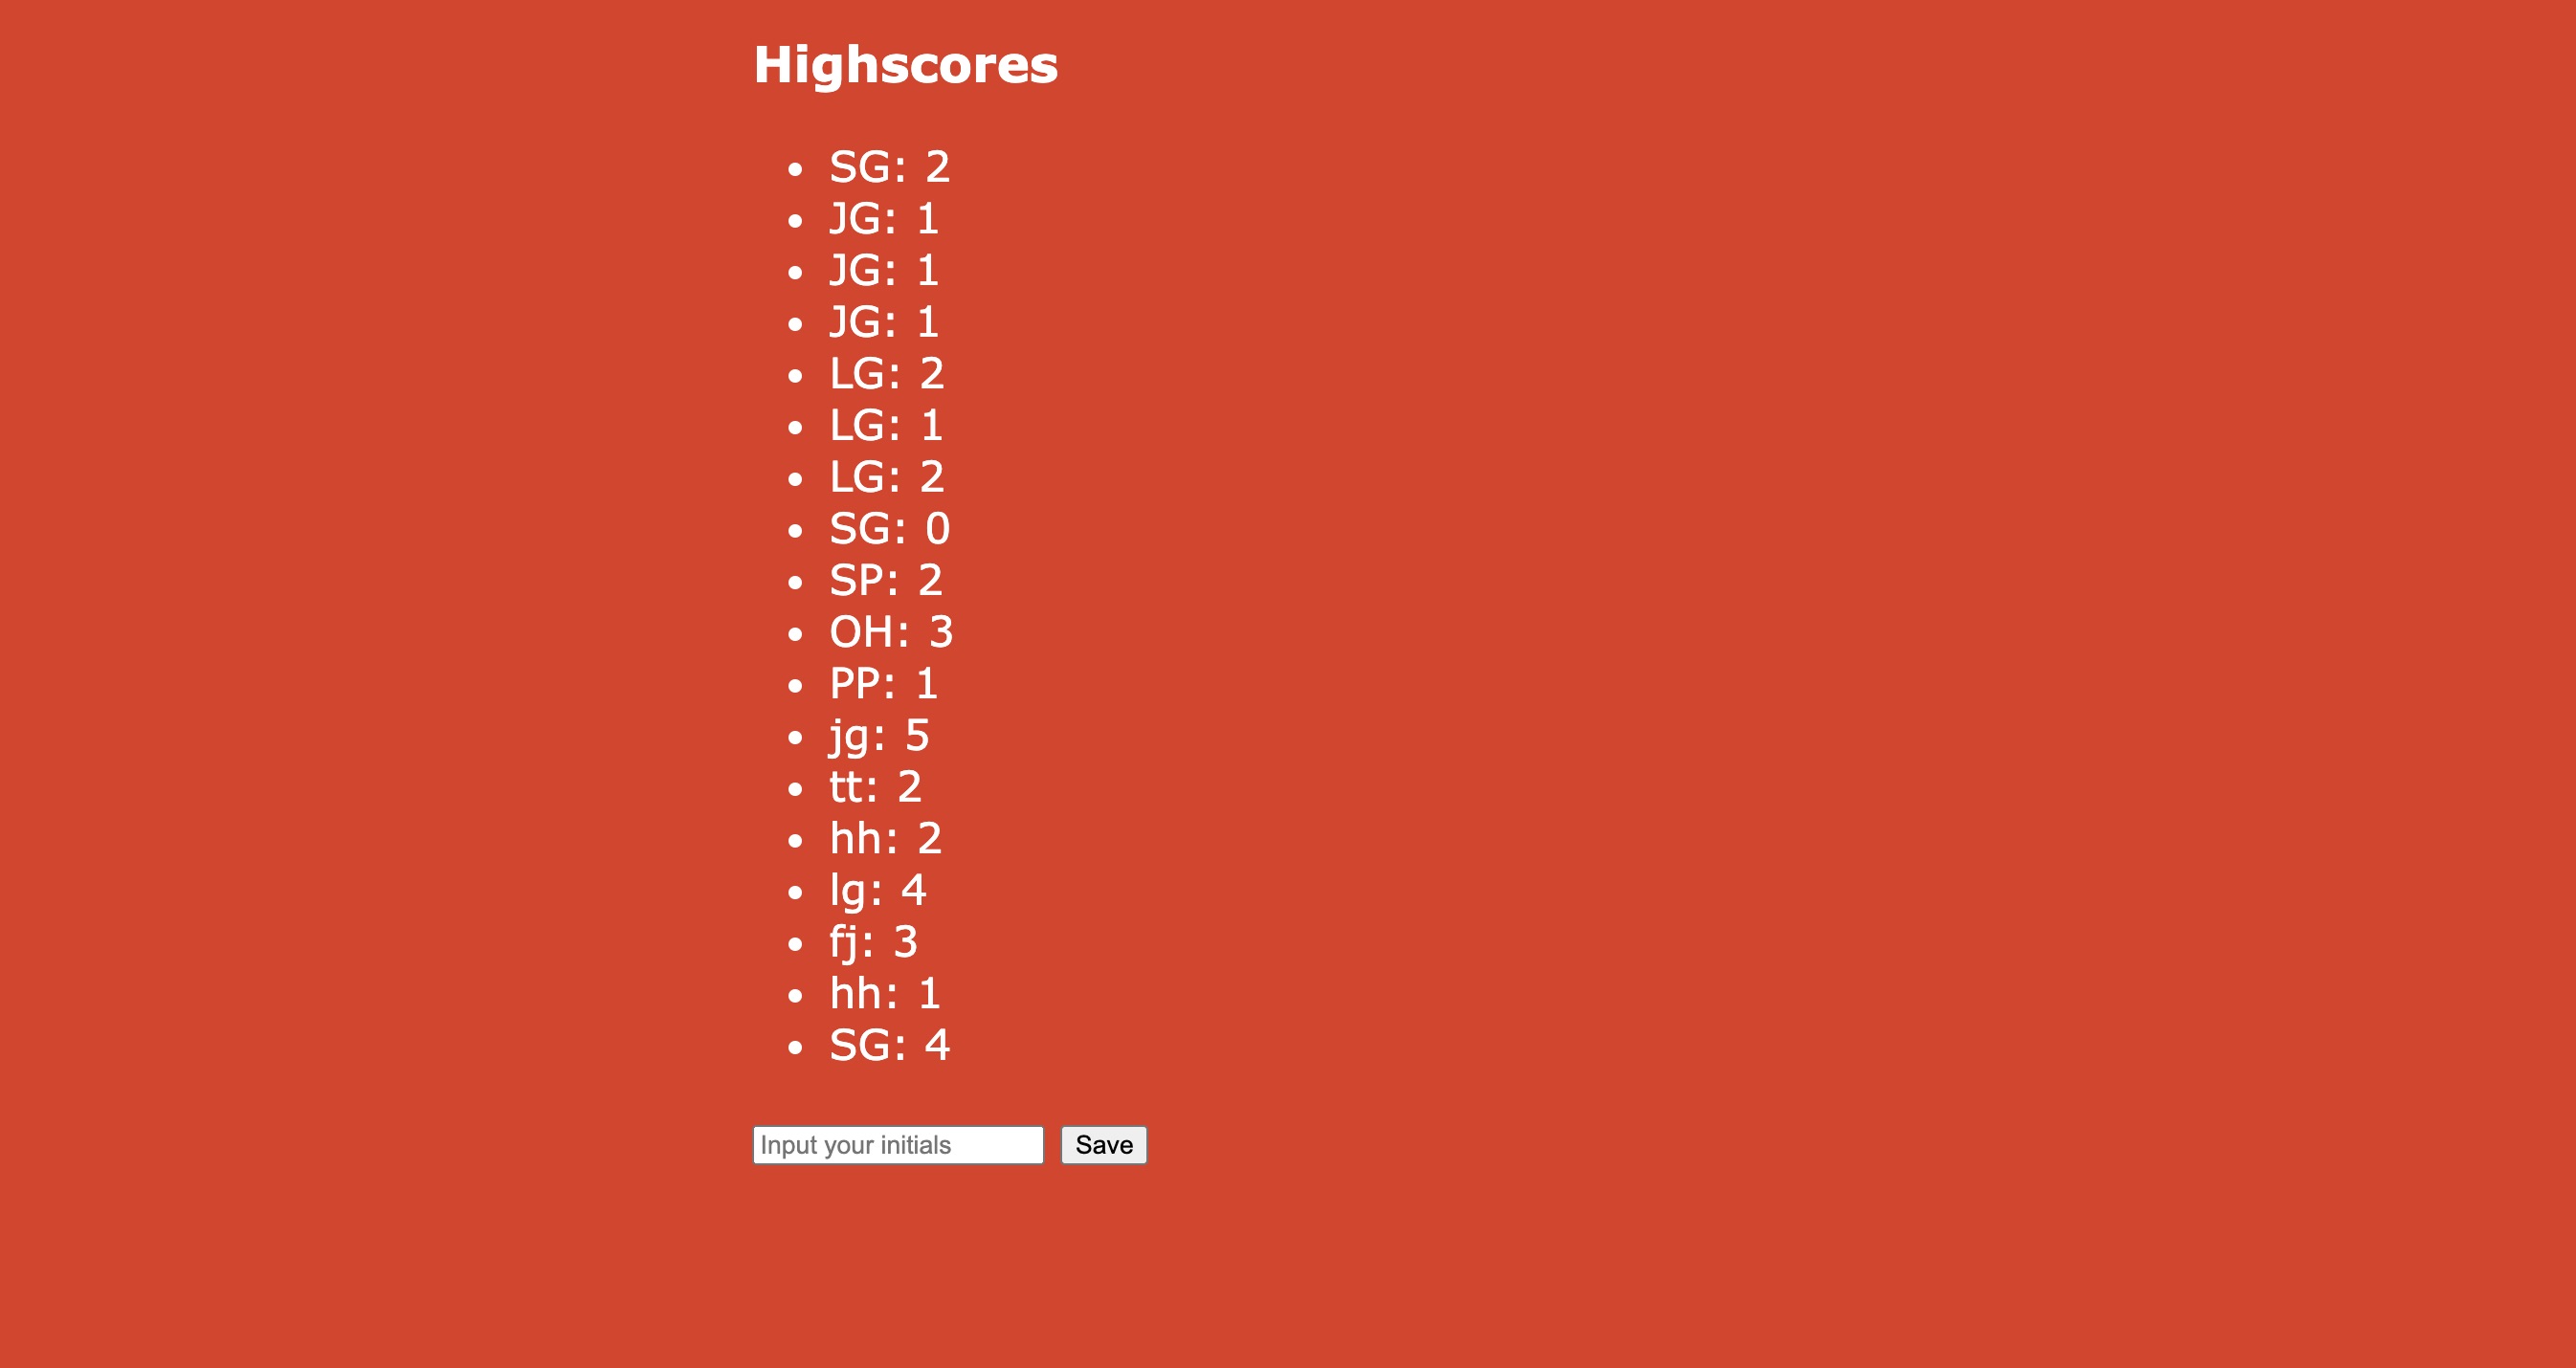 Highscores
SG: 2
JG: 1
JG: 1
JG: 1
LG: 2
LG: 1
LG: 2
SG: 0
SP: 2
OH: 3
PP: 1
jg: 5
tt: 2
hh: 2
lg: 4
fj: 3
hh: 1
SG: 4
Input your initials Save